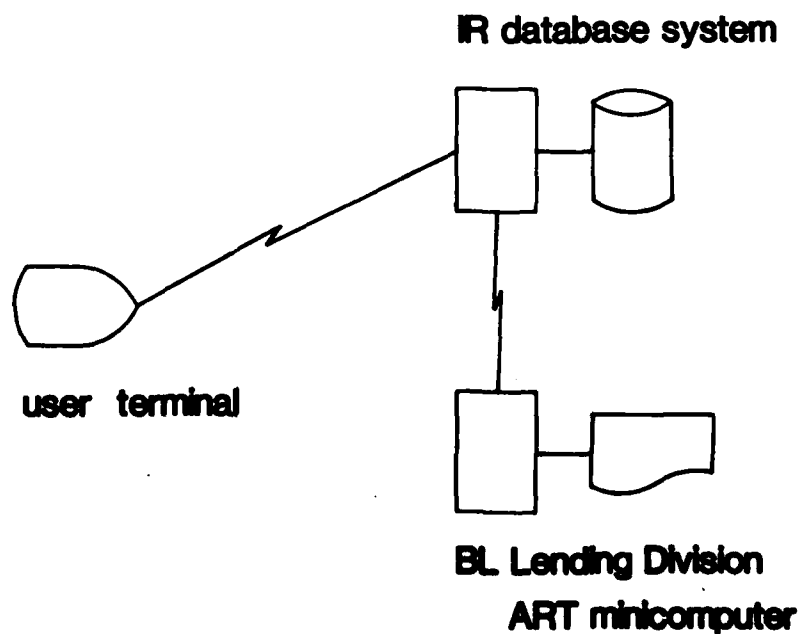 IR database system
user terminal
BL Lending Division
ART minicomputer